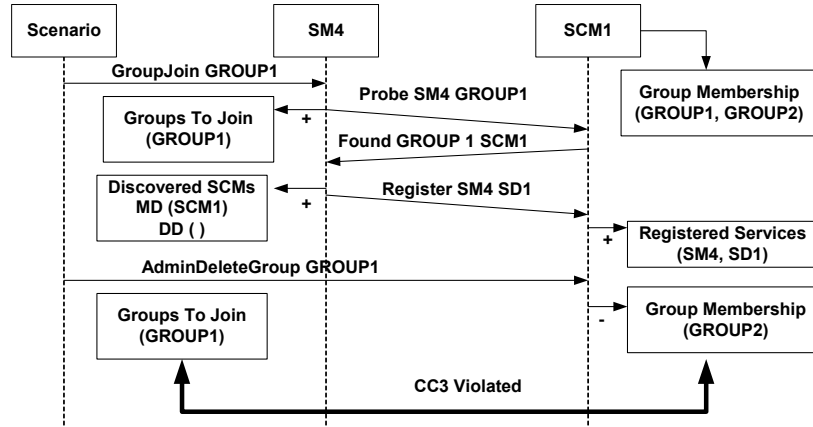 Scenario
SM4
SCM1
GroupJoin GROUP1
Probe SM4 GROUP1
Group Membership
(GROUP1, GROUP2)
+
Groups To Join
(GROUP1)
Found GROUP 1 SCM1
Discovered SCMs
MD (SCM1)
DD ( )
+
Register SM4 SD1
+
Registered Services
(SM4, SD1)
AdminDeleteGroup GROUP1
Groups To Join
(GROUP1)
-
Group Membership
(GROUP2)
CC3 Violated